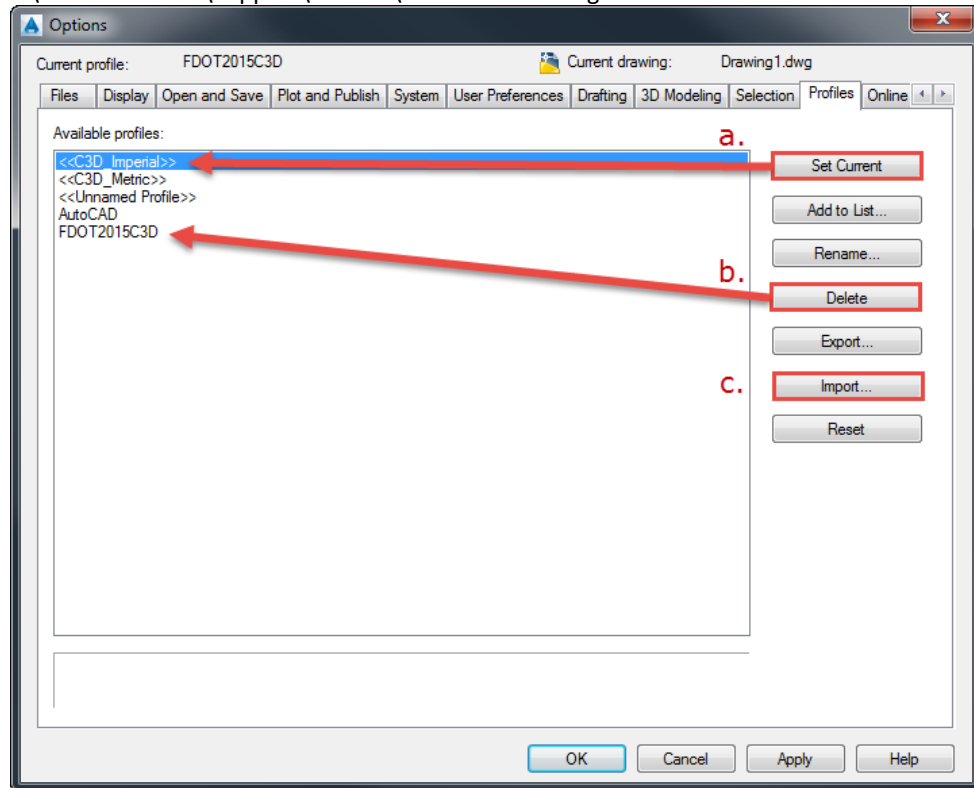 Options
Current profile: FDOT2015C3D Current drawing: Drawing1.dwg
Files Display Open and Save Plot and Publish System User Preferences Drafting 3D Modeling Selection Profiles Online
Available profiles:
a.
<<C3D_Imperial>> Set Current
<<C3D_Metric>>
<<Unnamed Profile>>
AutoCAD Add to List...
FDOT2015C3D
Rename...
b.
Delete
Export...
c. Import...
Reset
OK Cancel Apply Help